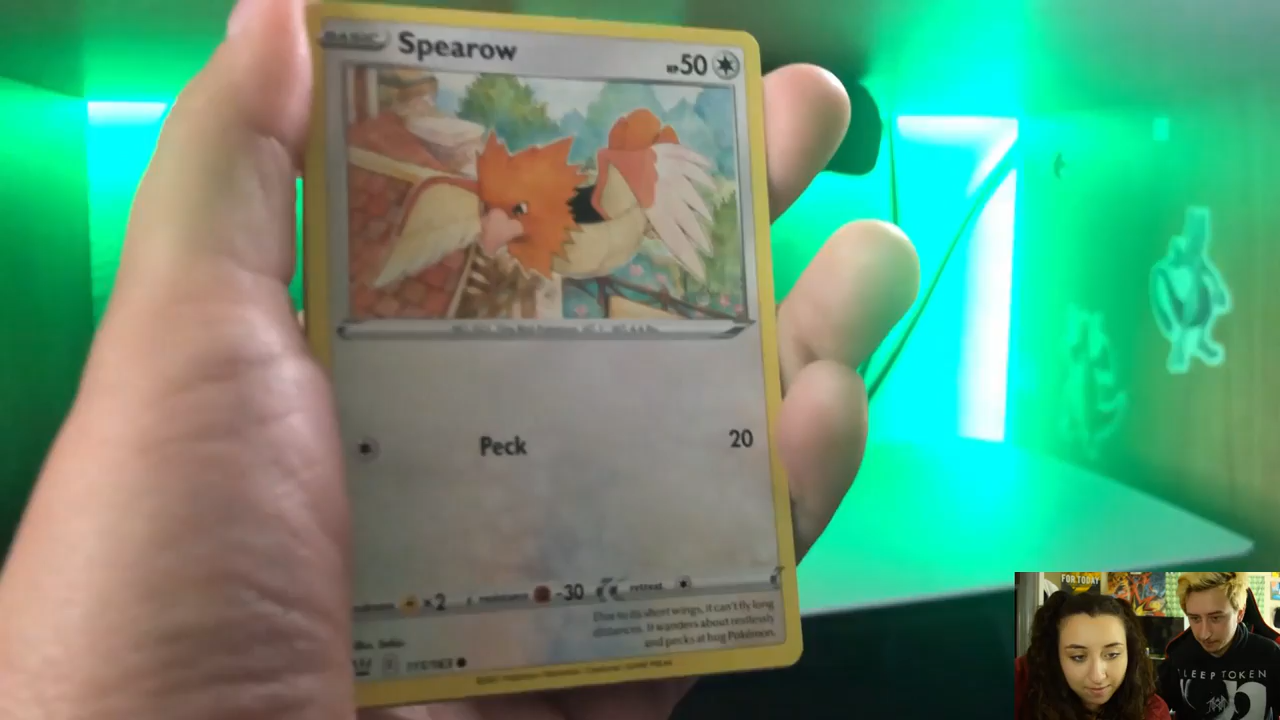 BASIC Spearow HP50
Peck 20
×2 resistance -30 retreat
Due to its short wings, it can't fly long
distances. It wanders about restlessly
and pecks at bug Pokémon.
FOR TODAY
SLEEP TOKEN